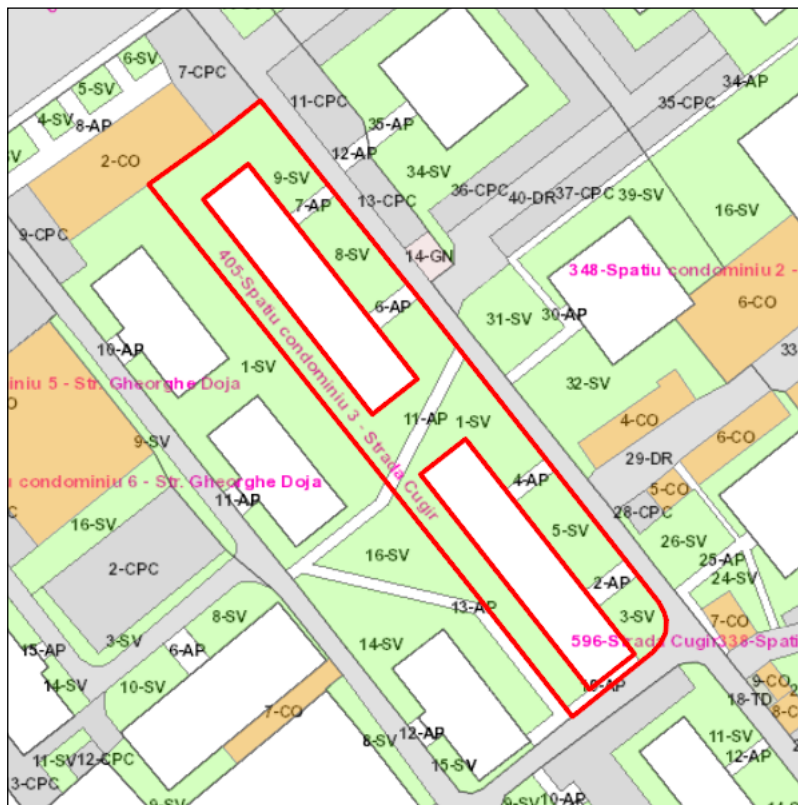 6-SV
7-CPC
5-SV
11-CPC
34-AP
4-SV
8-AP
35-CPC
35-AP
SV
2-CO
12-AP
34-SV
9-SV
36-CPC
37-CPC
39-SV
13-CPC
40-DR
7-AP
16-SV
9-CPC
8-SV
14-GN
348-Spatiu condominiu 2 -
6-CO
6-AP
31-SV
30-AP
405-Spatiu condominiu 3 - Strada Cugir
10-AP
33
1-SV
32-SV
iniu 5 - Str. Gheorghe Doja
O
11-AP
1-SV
4-CO
9-SV
6-CO
29-DR
u condominiu 6 - Str. Gheorghe Doja
4-AP
5-CO
11-AP
28-CPC
C
16-SV
5-SV
26-SV
16-SV
25-AP
2-CPC
24-SV
2-AP
13-AP
8-SV
3-SV
7-CO
3-SV
14-SV
596-Strada Cugir
338-Spati
15-AP
6-AP
14-SV
10-SV
9-CO
18-TD
7-CO
8-C
12-AP
8-SV
11-SV
11-SV
12-CPC
12-AP
15-SV
3-CPC
9-SV
9-SV
10-AP